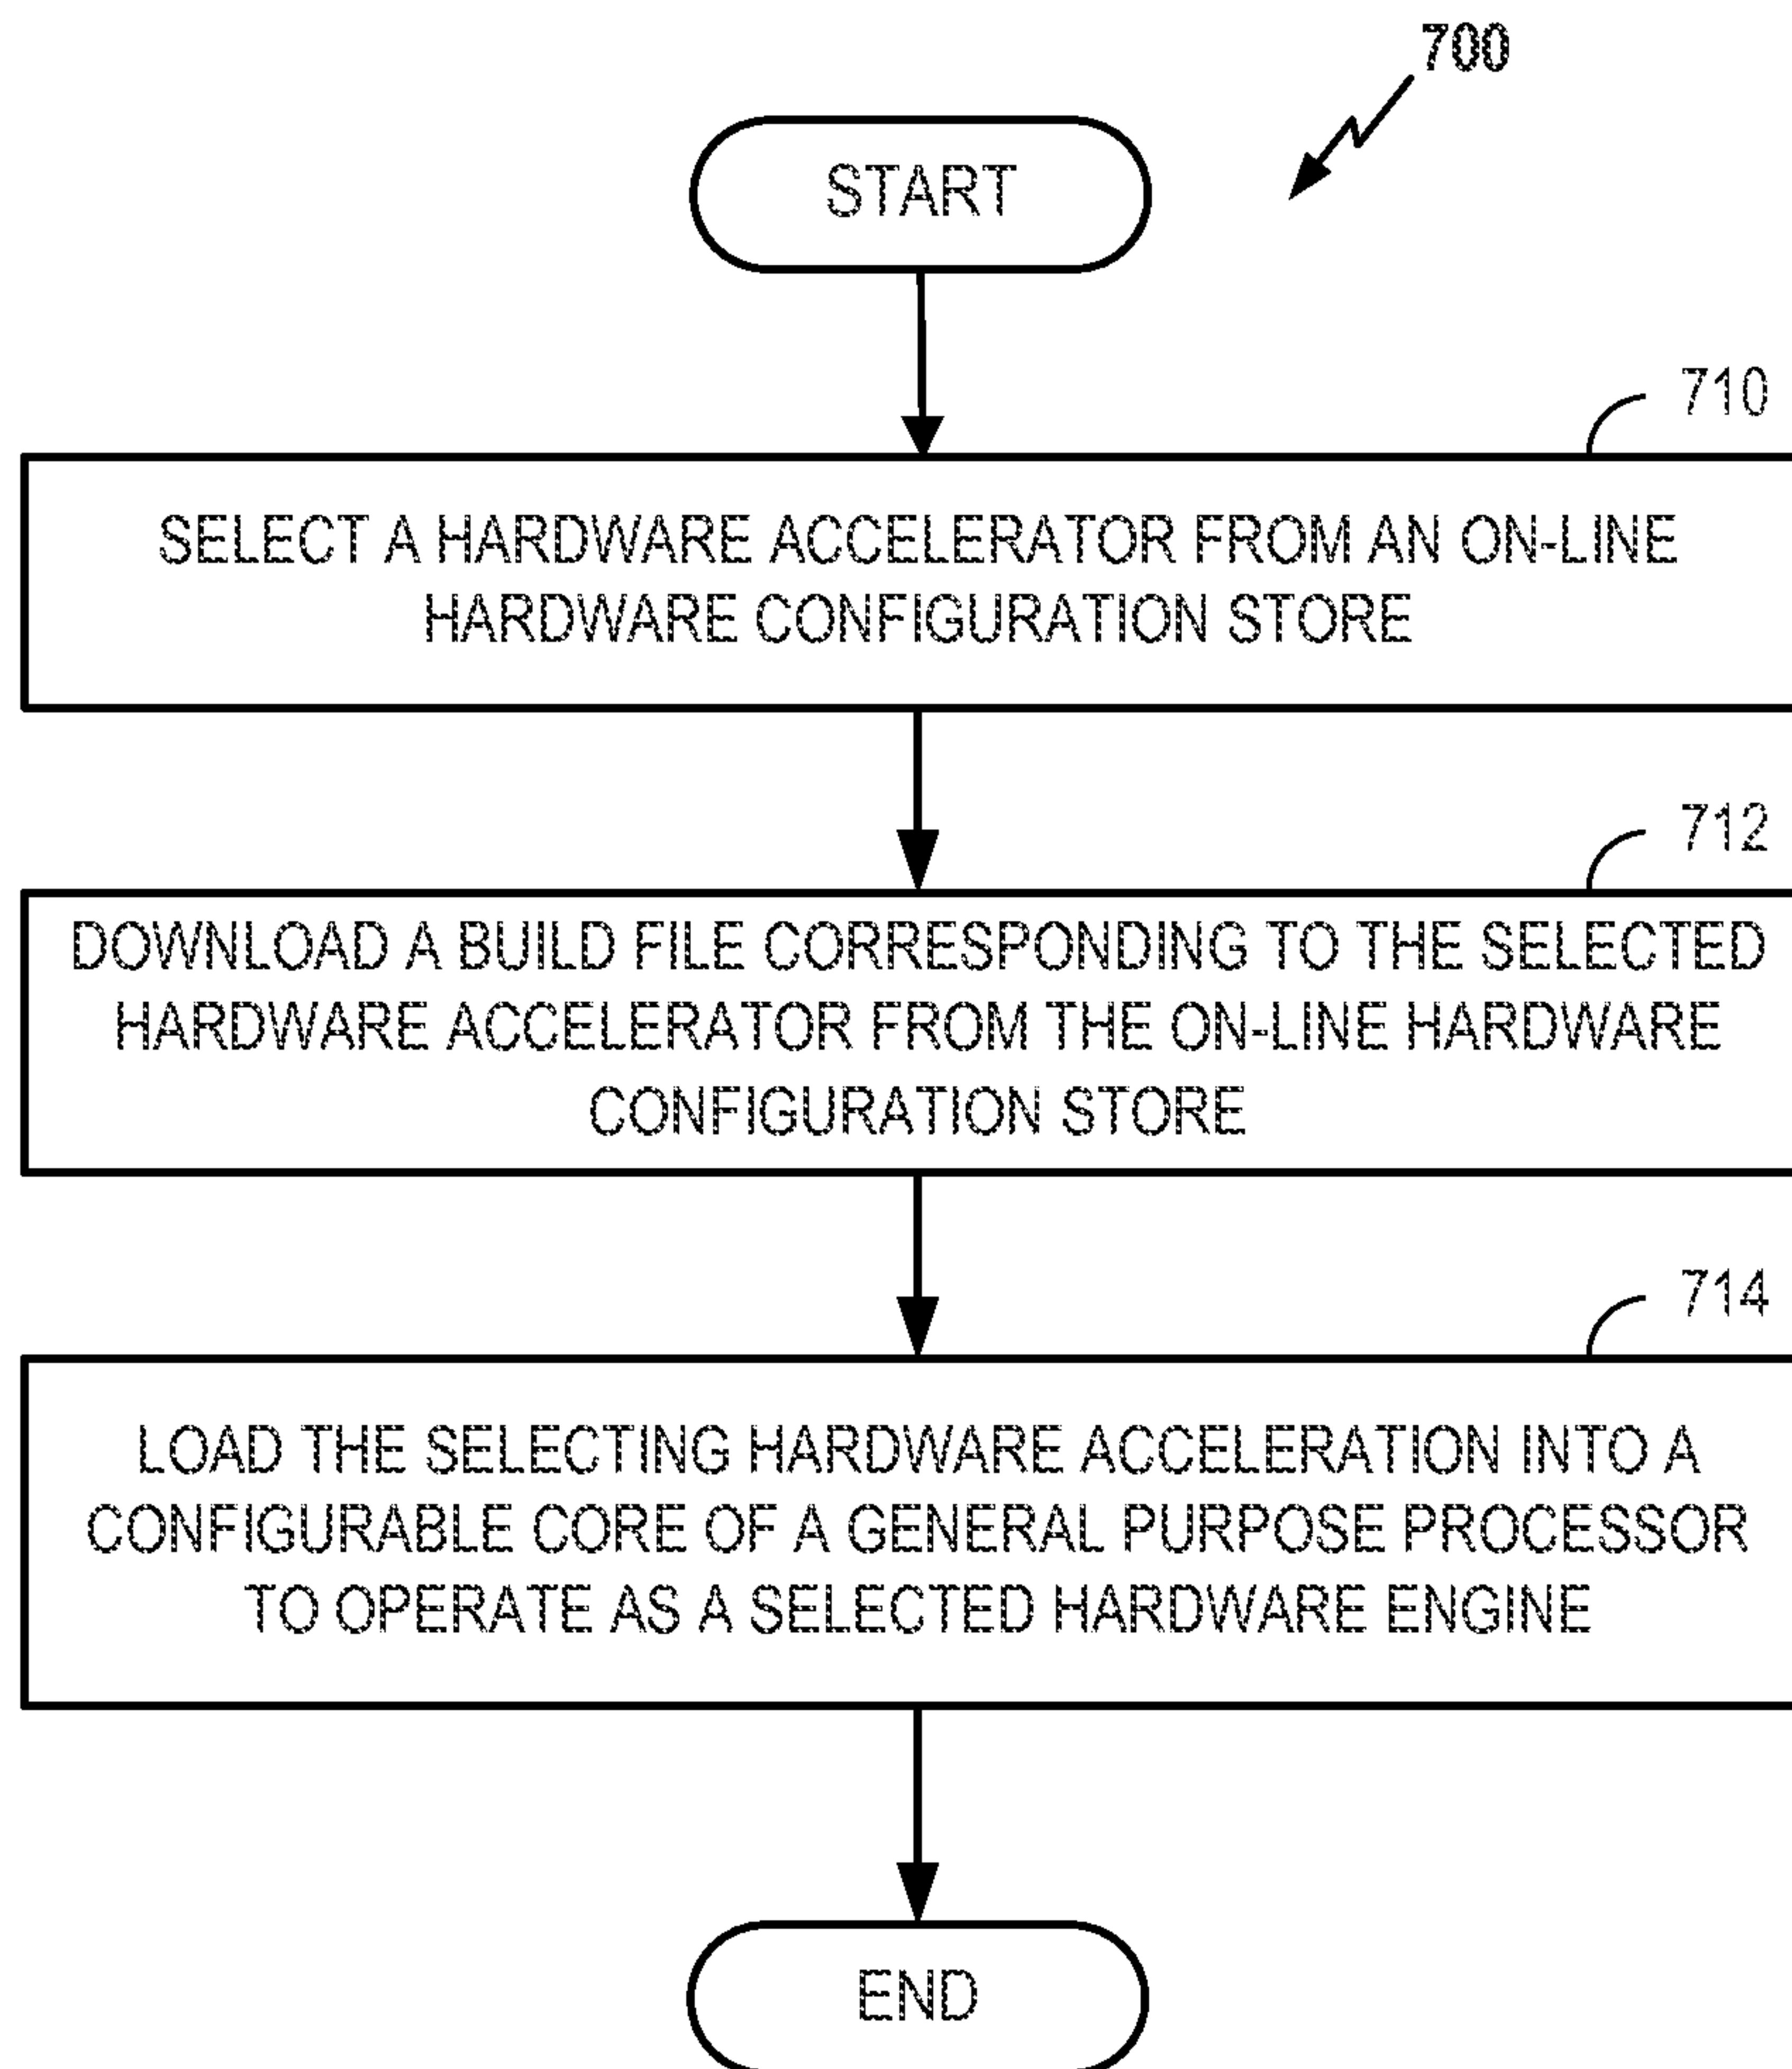 700
START
710
SELECT A HARDWARE ACCELERATOR FROM AN ON-LINE
HARDWARE CONFIGURATION STORE
712
DOWNLOAD A BUILD FILE CORRESPONDING TO THE SELECTED
HARDWARE ACCELERATOR FROM THE ON-LINE HARDWARE
CONFIGURATION STORE
714
LOAD THE SELECTING HARDWARE ACCELERATION INTO A
CONFIGURABLE CORE OF A GENERAL PURPOSE PROCESSOR
TO OPERATE AS A SELECTED HARDWARE ENGINE
END